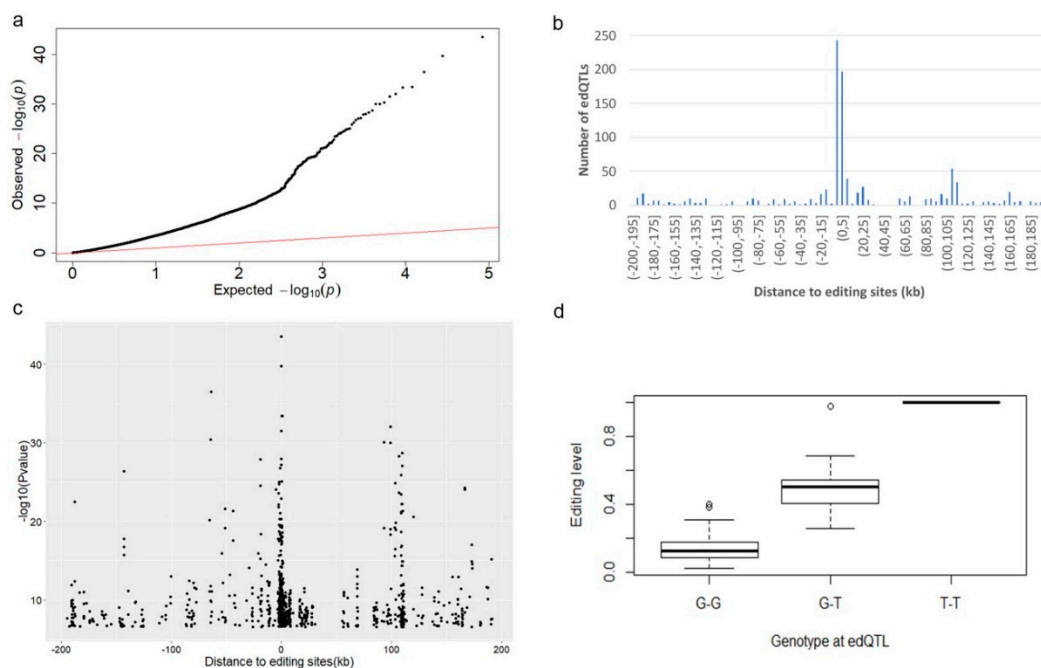 a
40
30
20
10
0
Observed −log10(p)
0 1 2 3 4 5
Expected −log10(p)
b
250
200
150
100
50
0
Number of edQTLs
(-200,-195]
(-180,-175]
(-160,-155]
(-140,-135]
(-120,-115]
(-100,-95]
(-80,-75]
(-60,-55]
(-40,-35]
(-20,-15]
(0,5]
(20,25]
(40,45]
(60,65]
(80,85]
(100,105]
(120,125]
(140,145]
(160,165]
(180,185]
Distance to editing sites (kb)
c
40
30
20
10
-log10(Pvalue)
-200 -100 0 100 200
Distance to editing sites(kb)
d
0.8
0.4
0.0
Editing level
G-G G-T T-T
Genotype at edQTL